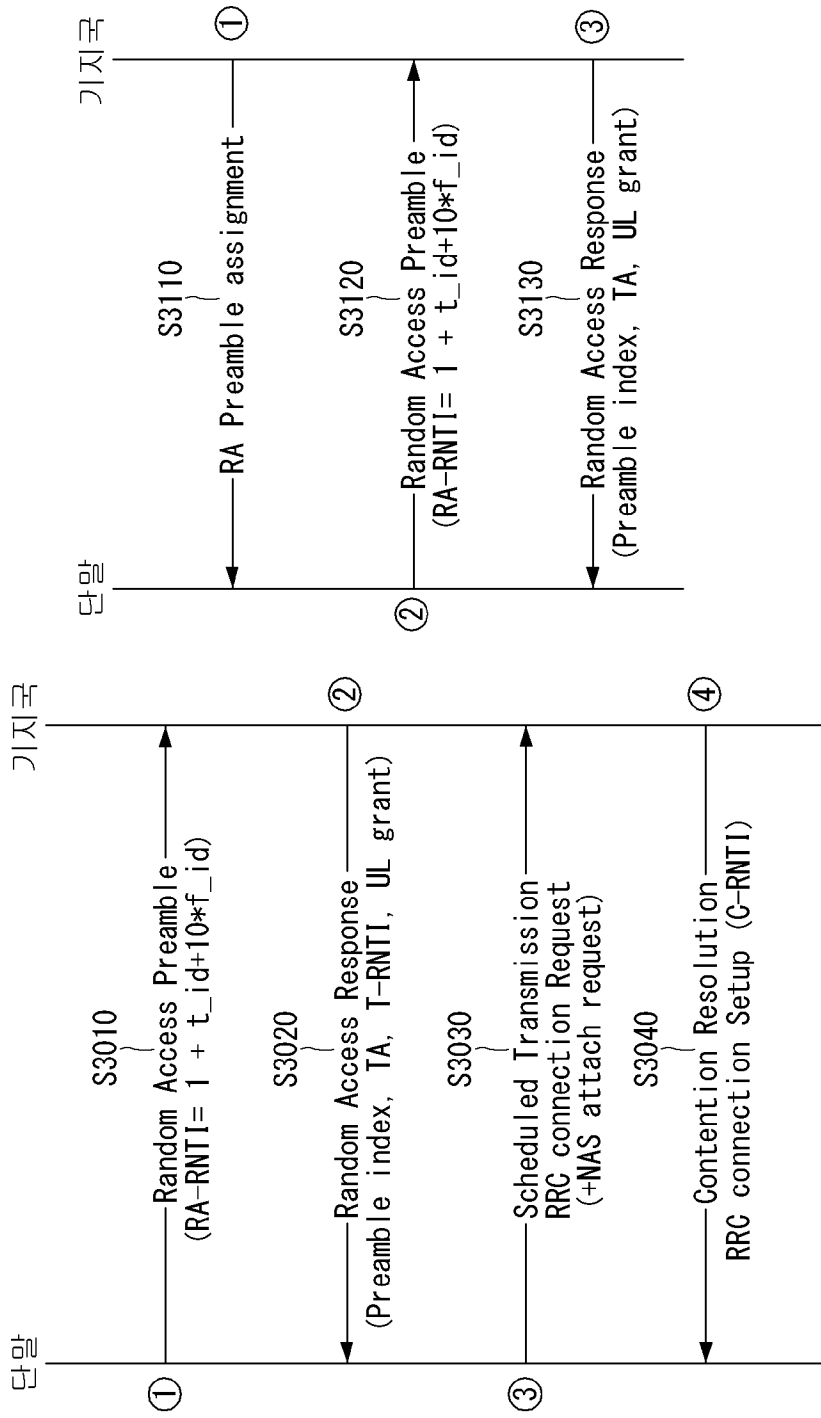 단말
기지국
①
S3010
Random Access Preamble
(RA-RNTI= 1 + t_id+10*f_id)
②
S3020
Random Access Response
(Preamble index, TA, T-RNTI, UL grant)
③
S3030
Scheduled Transmission
RRC connection Request
(+NAS attach request)
④
S3040
Contention Resolution
RRC connection Setup (C-RNTI)
단말
기지국
①
S3110
RA Preamble assignment
②
S3120
Random Access Preamble
(RA-RNTI= 1 + t_id+10*f_id)
③
S3130
Random Access Response
(Preamble index, TA, UL grant)